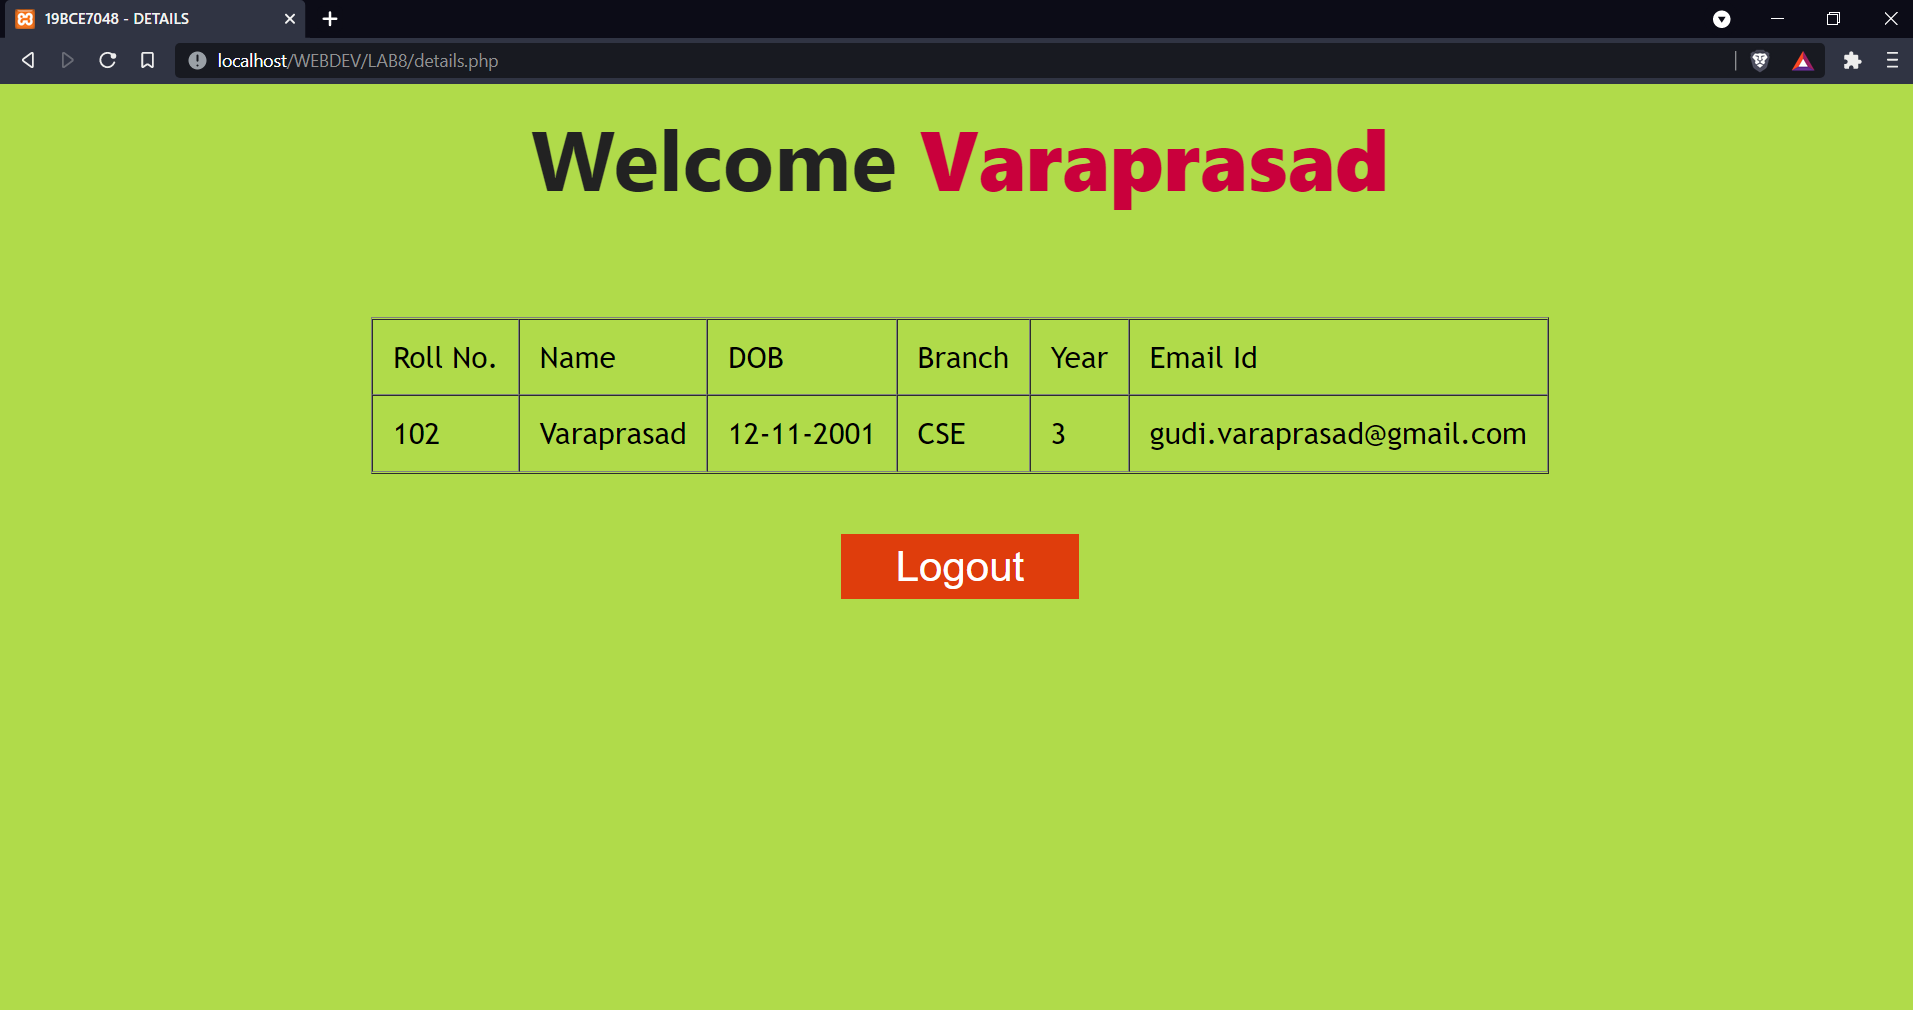 19BCE7048 - DETAILS
localhost/WEBDEV/LAB8/details.php
Welcome Varaprasad
Roll No. Name DOB Branch Year Email Id
102 Varaprasad 12-11-2001 CSE 3 gudi.varaprasad@gmail.com
Logout